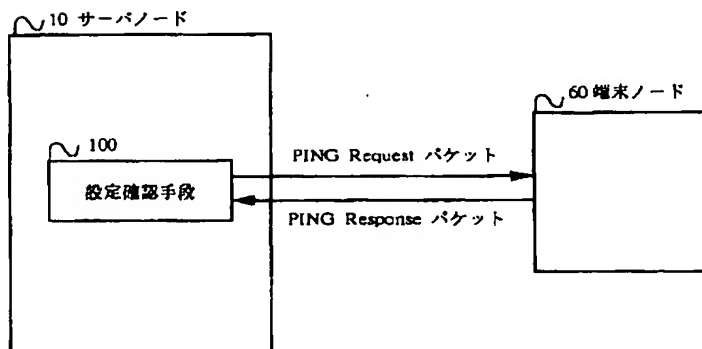 10 サーバノード
60 端末ノード
100
設定確認手段
PING Request パケット
PING Response パケット